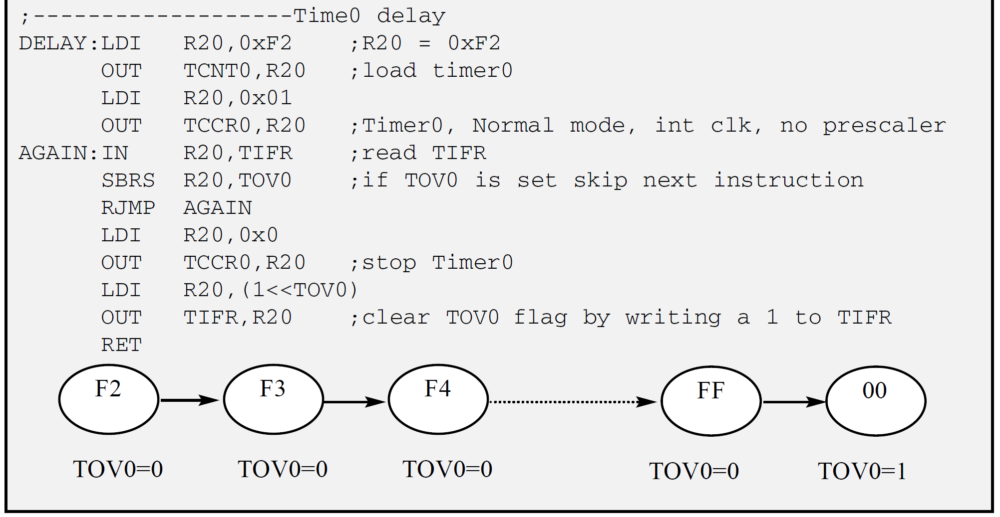 ;-------------------Time0 delay
DELAY:LDI   R20,0xF2    ;R20 = 0xF2
      OUT   TCNT0,R20   ;load timer0
      LDI   R20,0x01
      OUT   TCCR0,R20   ;Timer0, Normal mode, int clk, no prescaler
AGAIN:IN    R20,TIFR    ;read TIFR
      SBRS  R20,TOV0    ;if TOV0 is set skip next instruction
      RJMP  AGAIN
      LDI   R20,0x0
      OUT   TCCR0,R20   ;stop Timer0
      LDI   R20,(1<<TOV0)
      OUT   TIFR,R20    ;clear TOV0 flag by writing a 1 to TIFR
      RET
F2 F3 F4 FF 00
TOV0=0 TOV0=0 TOV0=0 TOV0=0 TOV0=1